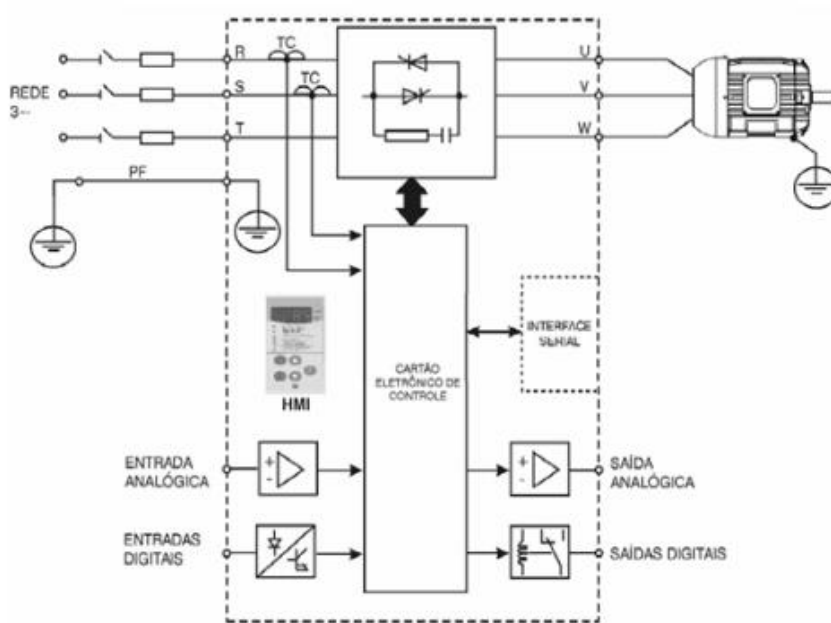 TC
R
U
TC
REDE
3~
S
V
T
W
PF
INTERFACE
SERIAL
CARTÃO
ELETRÔNICO DE
CONTROLE
HMI
ENTRADA
ANALÓGICA
+
-
+
-
SAÍDA
ANALÓGICA
ENTRADAS
DIGITAIS
SAÍDAS DIGITAIS